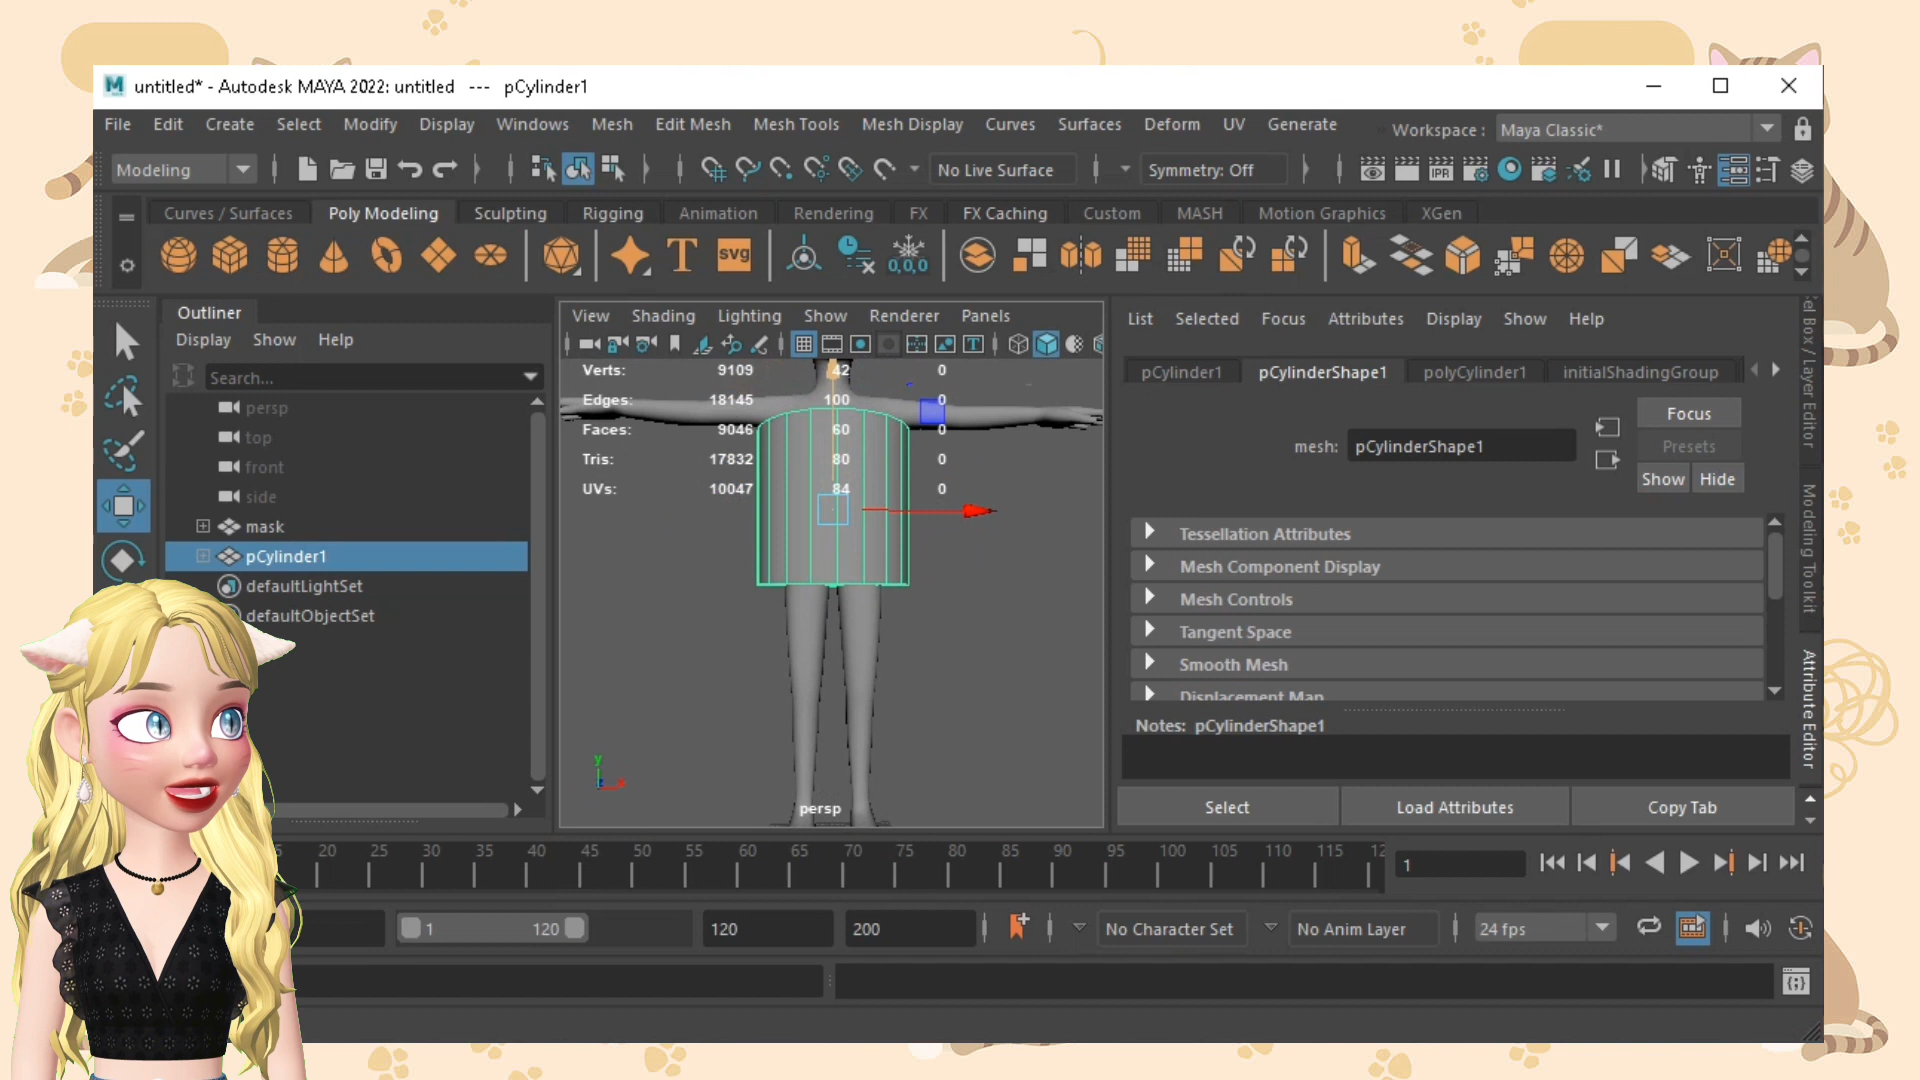 untitled* - Autodesk MAYA 2022: untitled --- pCylinder1
File Edit Create Select Modify Display Windows Mesh Edit Mesh Mesh Tools Mesh Display Curves Surfaces Deform UV Generate Workspace : Maya Classic*
Modeling No Live Surface Symmetry: Off IPR
Curves / Surfaces Poly Modeling Sculpting Rigging Animation Rendering FX FX Caching Custom MASH Motion Graphics XGen
T svg 0,0,0
Outliner
Display Show Help
Search...
persp
top
front
side
mask
pCylinder1
defaultLightSet
defaultObjectSet
View Shading Lighting Show Renderer Panels
Verts: 9109 42 0
Edges: 18145 100 0
Faces: 9046 60 0
Tris: 17832 80 0
UVs: 10047 84 0
y
x
persp
List Selected Focus Attributes Display Show Help
pCylinder1 pCylinderShape1 polyCylinder1 initialShadingGroup
Focus
mesh: pCylinderShape1
Presets
Show Hide
Tessellation Attributes
Mesh Component Display
Mesh Controls
Tangent Space
Smooth Mesh
Displacement Map
Notes: pCylinderShape1
Select Load Attributes Copy Tab
Box / Layer Editor
Modeling Toolkit
Attribute Editor
20 25 30 35 40 45 50 55 60 65 70 75 80 85 90 95 100 105 110 115 12
1
1 120 120 200 No Character Set No Anim Layer 24 fps